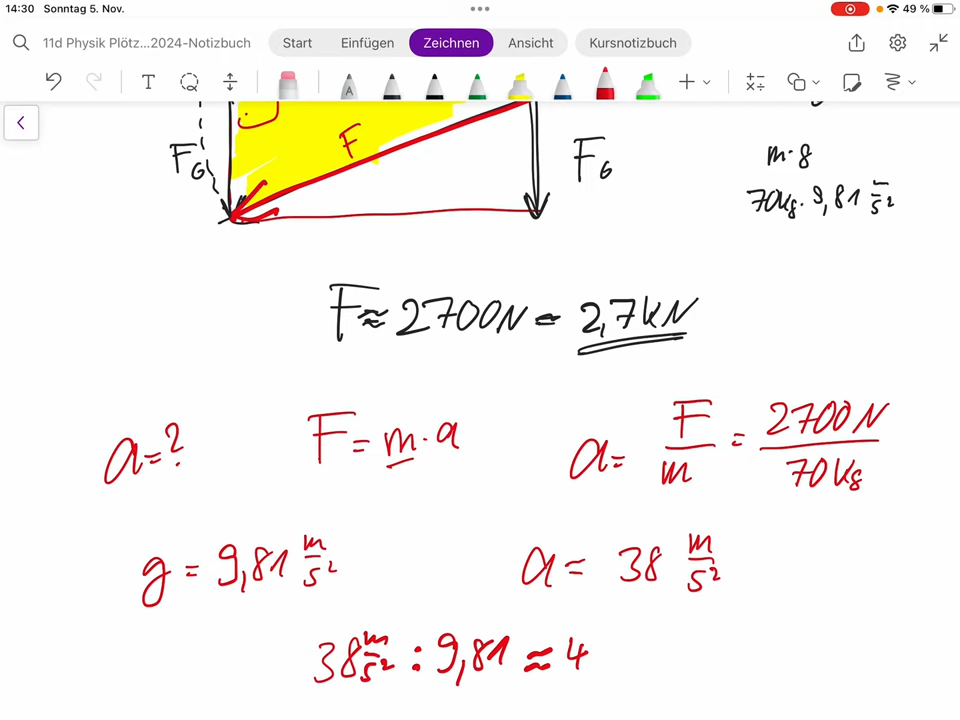 14:30 Sonntag 5. Nov. 49 %
11d Physik Plötz...2024-Notizbuch Start Einfügen Zeichnen Ansicht Kursnotizbuch
T A
F
F_G F_G
m·g
70kg·9,81 m/s²
F≈2700N = 2,7kN
a=? F=m·a a= F/m = 2700N/70kg
g = 9,81 m/s² a = 38 m/s²
38 m/s² : 9,81 ≈ 4